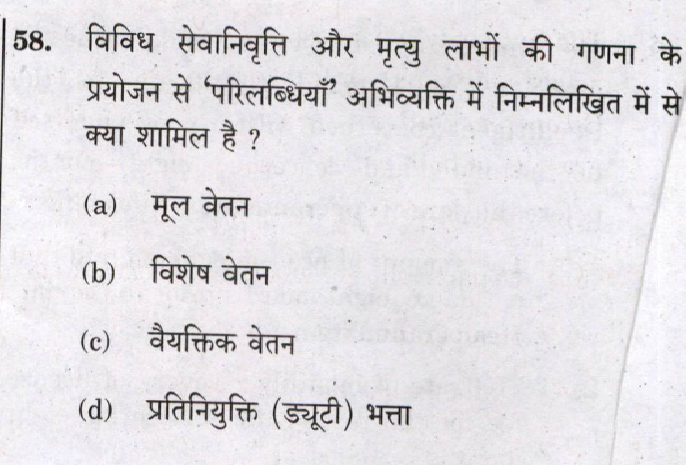 58. विविध सेवानिवृत्ति और मृत्यु लाभों की गणना के
प्रयोजन से "परिलब्धियाँ" अभिव्यक्ति में निम्नलिखित में से
क्या शामिल है ?
(a) मूल वेतन
(b) विशेष वेतन
(c) वैयक्तिक वेतन
(d) प्रतिनियुक्ति (ड्यूटी) भत्ता